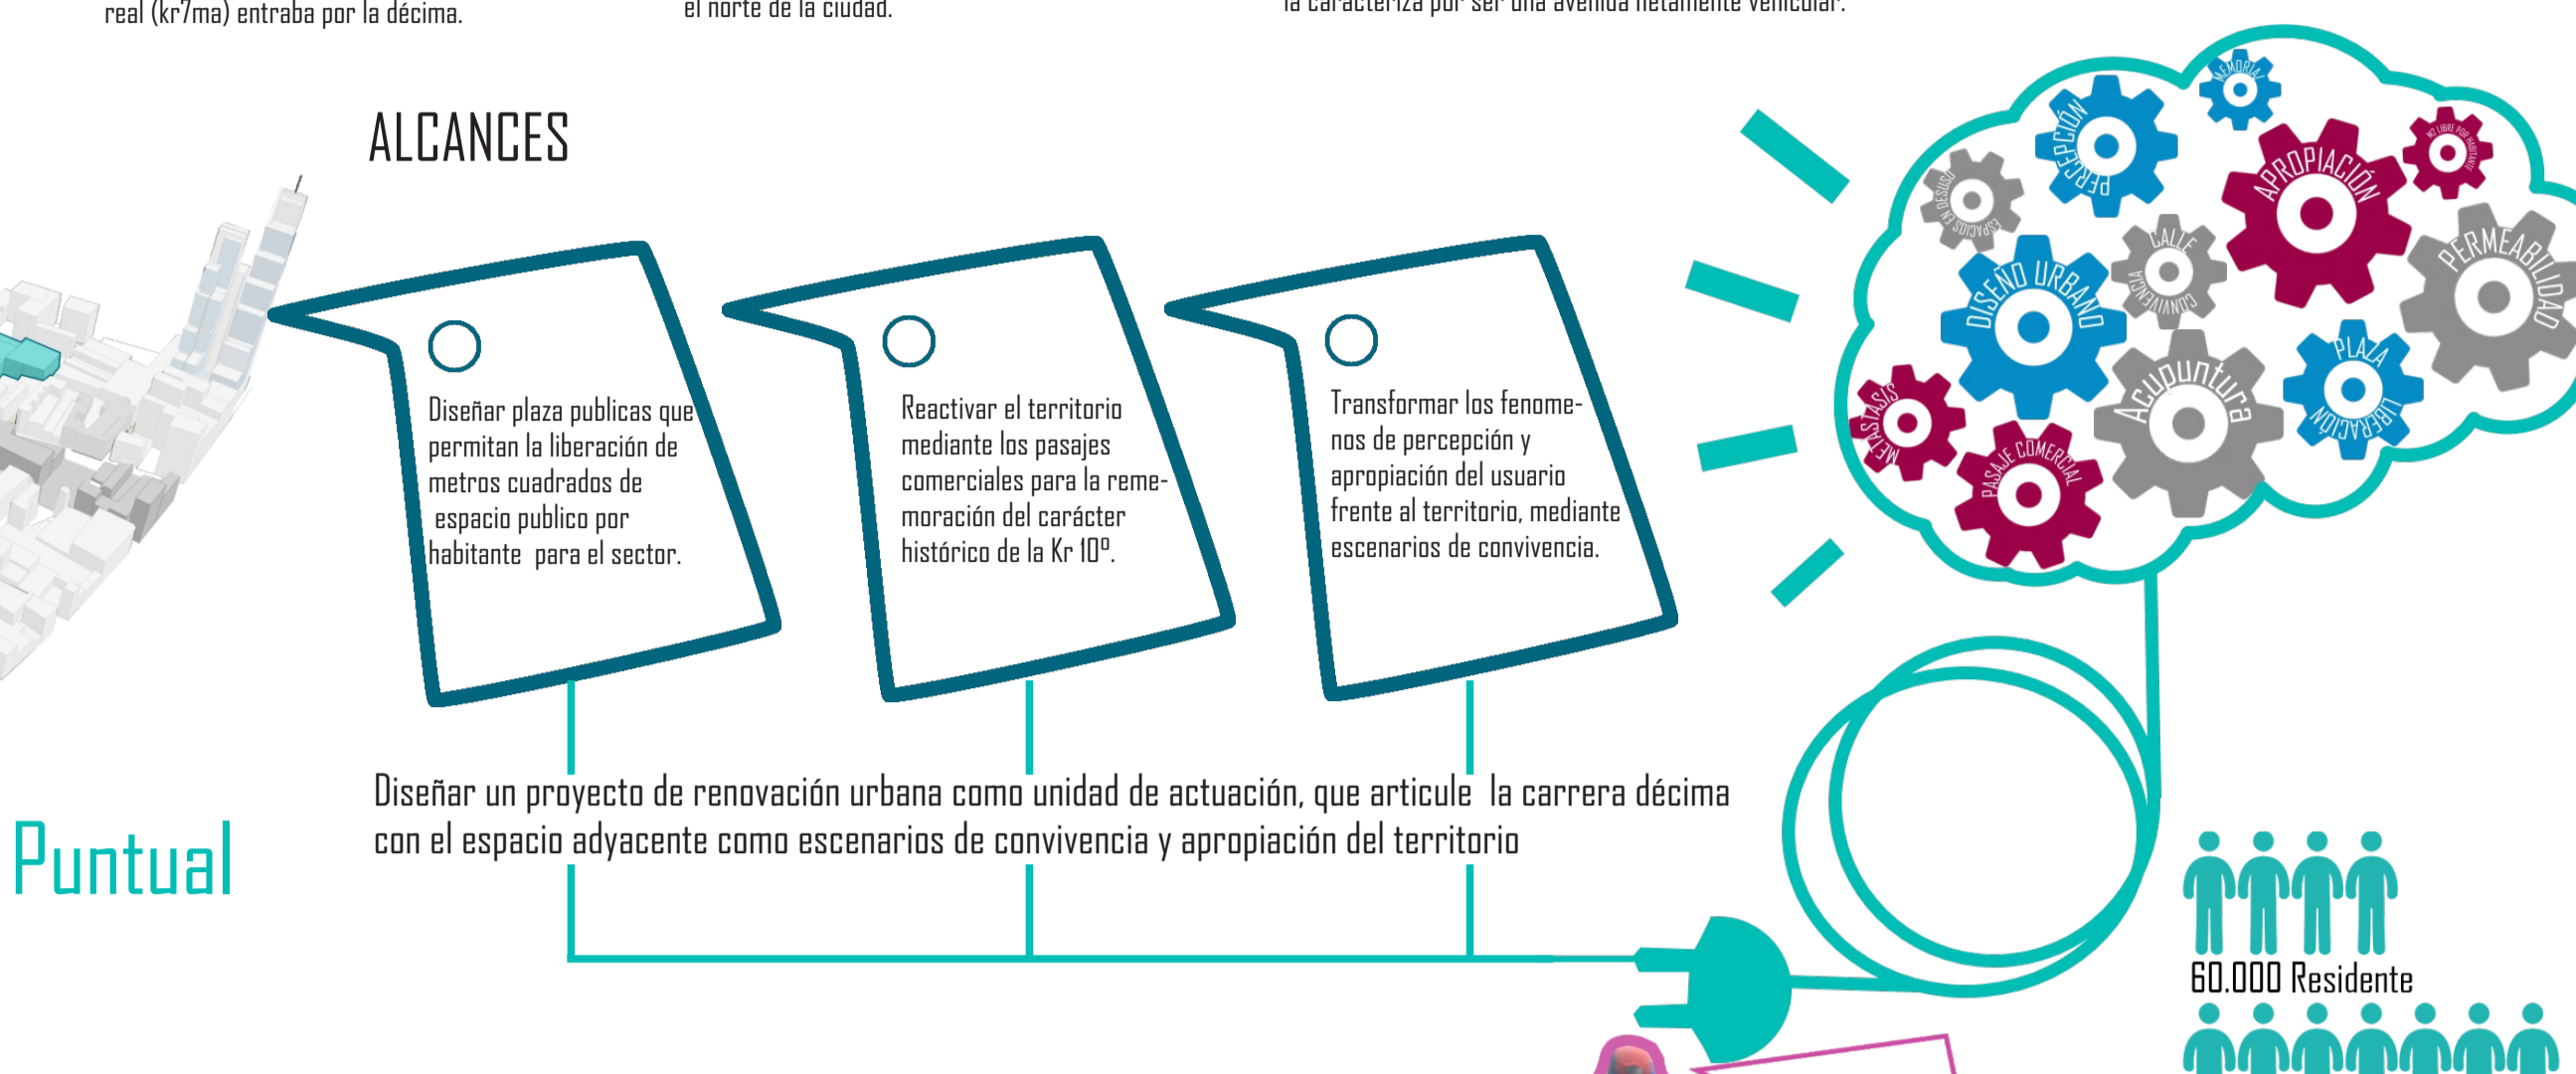 real (kr7ma) entraba por la décima.
el norte de la ciudad.
la caracteriza por ser una avenida netamente vehicular.
ALCANCES
Diseñar plaza publicas que
permitan la liberación de
metros cuadrados de
espacio publico por
habitante para el sector.
Reactivar el territorio
mediante los pasajes
comerciales para la reme-
moración del carácter
histórico de la Kr 10º.
Transformar los fenome-
nos de percepción y
apropiación del usuario
frente al territorio, mediante
escenarios de convivencia.
MEMORIAL
PERCEPCIÓN
M2 LIBRE POR HABITANTE
APROPIACIÓN
ESPACIOS EN DESUSO
CALLE
CONVIVENCIA
PERMEABILIDAD
DISEÑO URBANO
PLAZA
LIBERACIÓN
Acupuntura
METASTASIS
PASAJE COMERCIAL
Diseñar un proyecto de renovación urbana como unidad de actuación, que articule la carrera décima
con el espacio adyacente como escenarios de convivencia y apropiación del territorio
Puntual
60.000 Residente